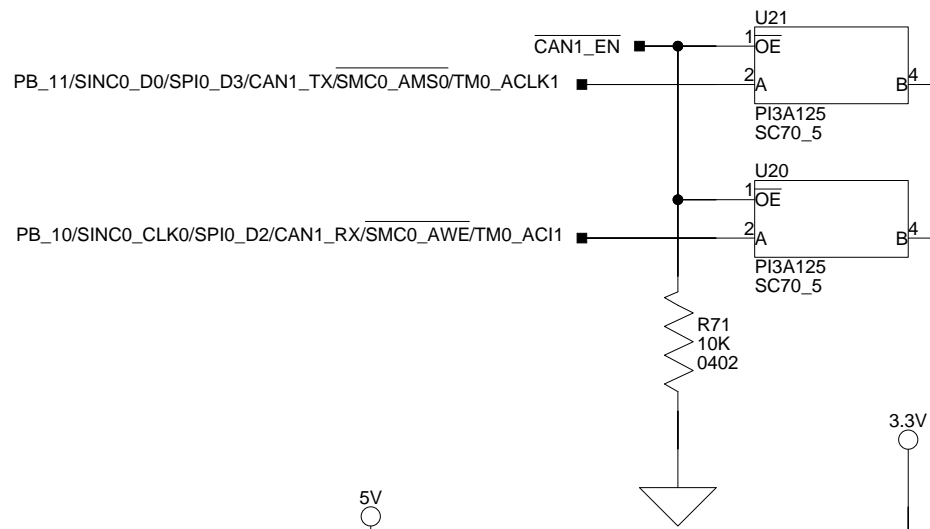 U21
CAN1_EN
1
OE
PB_11/SINC0_D0/SPI0_D3/CAN1_TX/SMC0_AMS0/TM0_ACLK1
2
A
B
4
PI3A125
SC70_5
U20
1
OE
PB_10/SINC0_CLK0/SPI0_D2/CAN1_RX/SMC0_AWE/TM0_ACI1
2
A
B
4
PI3A125
SC70_5
R71
10K
0402
3.3V
5V